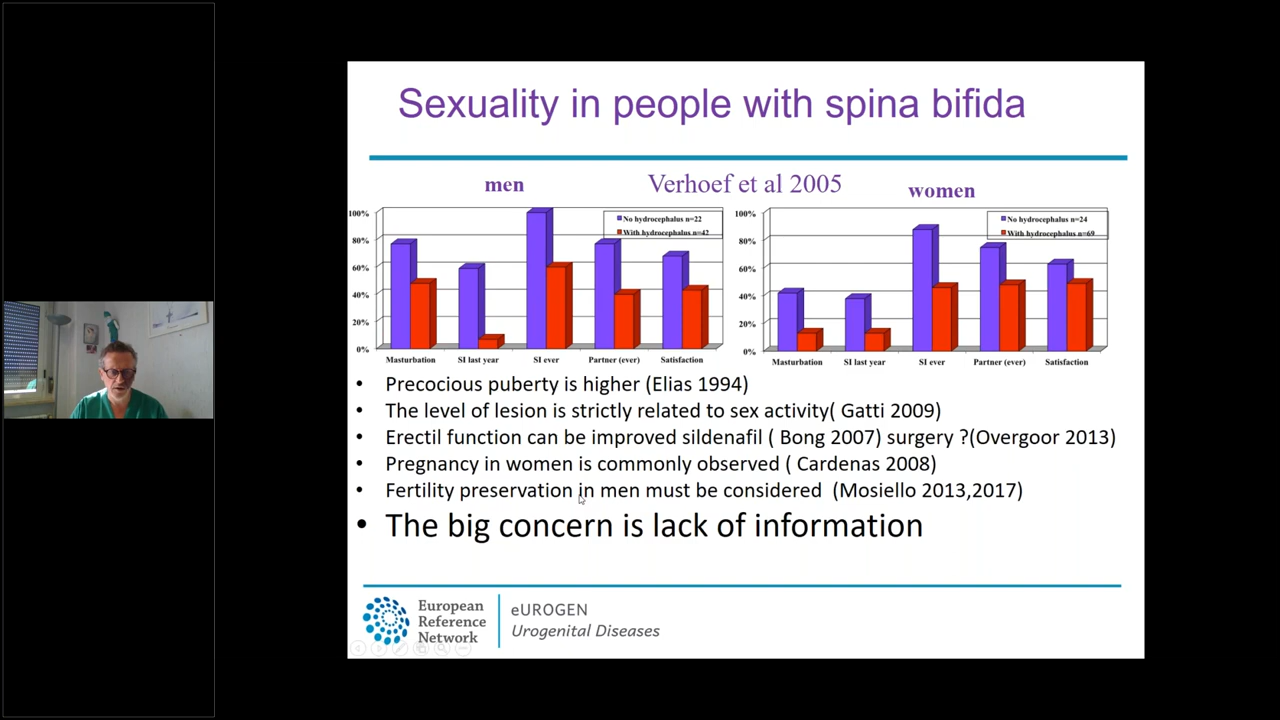 Sexuality in people with spina bifida
men
Verhoef et al 2005
women
100%
80%
60%
40%
20%
0%
No hydrocephalus n=22
With hydrocephalus n=42
Masturbation
SI last year
SI ever
Partner (ever)
Satisfaction
100%
80%
60%
40%
20%
0%
No hydrocephalus n=24
With hydrocephalus n=69
Masturbation
SI last year
SI ever
Partner (ever)
Satisfaction
• Precocious puberty is higher (Elias 1994)
• The level of lesion is strictly related to sex activity( Gatti 2009)
• Erectil function can be improved sildenafil ( Bong 2007) surgery ?(Overgoor 2013)
• Pregnancy in women is commonly observed ( Cardenas 2008)
• Fertility preservation in men must be considered (Mosiello 2013,2017)
• The big concern is lack of information
European
Reference
Network
eUROGEN
Urogenital Diseases